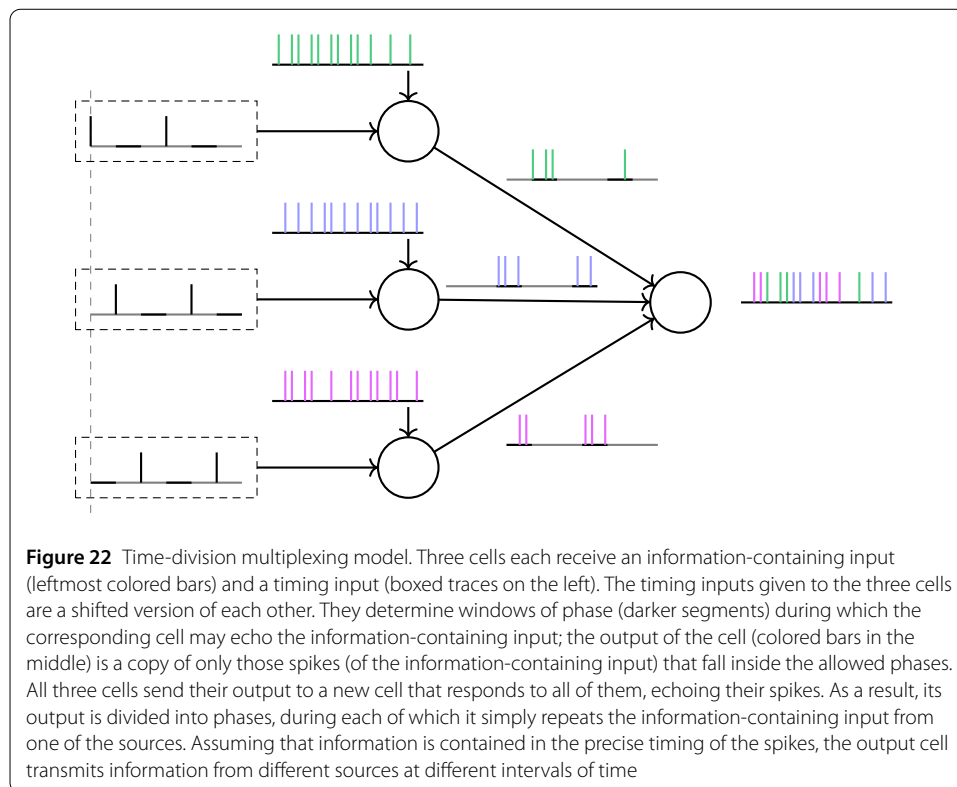 Figure 22 Time-division multiplexing model. Three cells each receive an information-containing input
(leftmost colored bars) and a timing input (boxed traces on the left). The timing inputs given to the three cells
are a shifted version of each other. They determine windows of phase (darker segments) during which the
corresponding cell may echo the information-containing input; the output of the cell (colored bars in the
middle) is a copy of only those spikes (of the information-containing input) that fall inside the allowed phases.
All three cells send their output to a new cell that responds to all of them, echoing their spikes. As a result, its
output is divided into phases, during each of which it simply repeats the information-containing input from
one of the sources. Assuming that information is contained in the precise timing of the spikes, the output cell
transmits information from different sources at different intervals of time